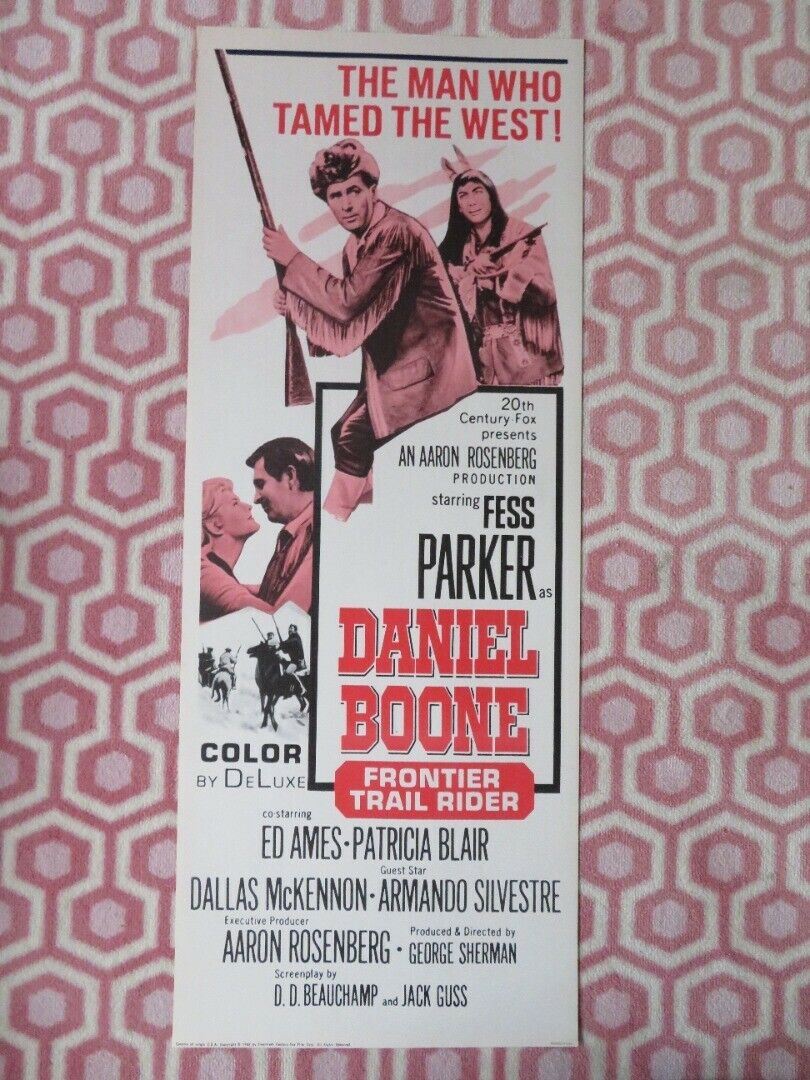 THE MAN WHO
TAMED THE WEST!
20th
Century-Fox
presents
AN AARON ROSENBERG
PRODUCTION
starring FESS
PARKER as
DANIEL
BOONE
FRONTIER
TRAIL RIDER
COLOR
BY DELUXE
co-starring
ED AMES • PATRICIA BLAIR
Guest Star
DALLAS McKENNON • ARMANDO SILVESTRE
Executive Producer
AARON ROSENBERG •
Produced & Directed by
GEORGE SHERMAN
Screenplay by
D. D. BEAUCHAMP and JACK GUSS